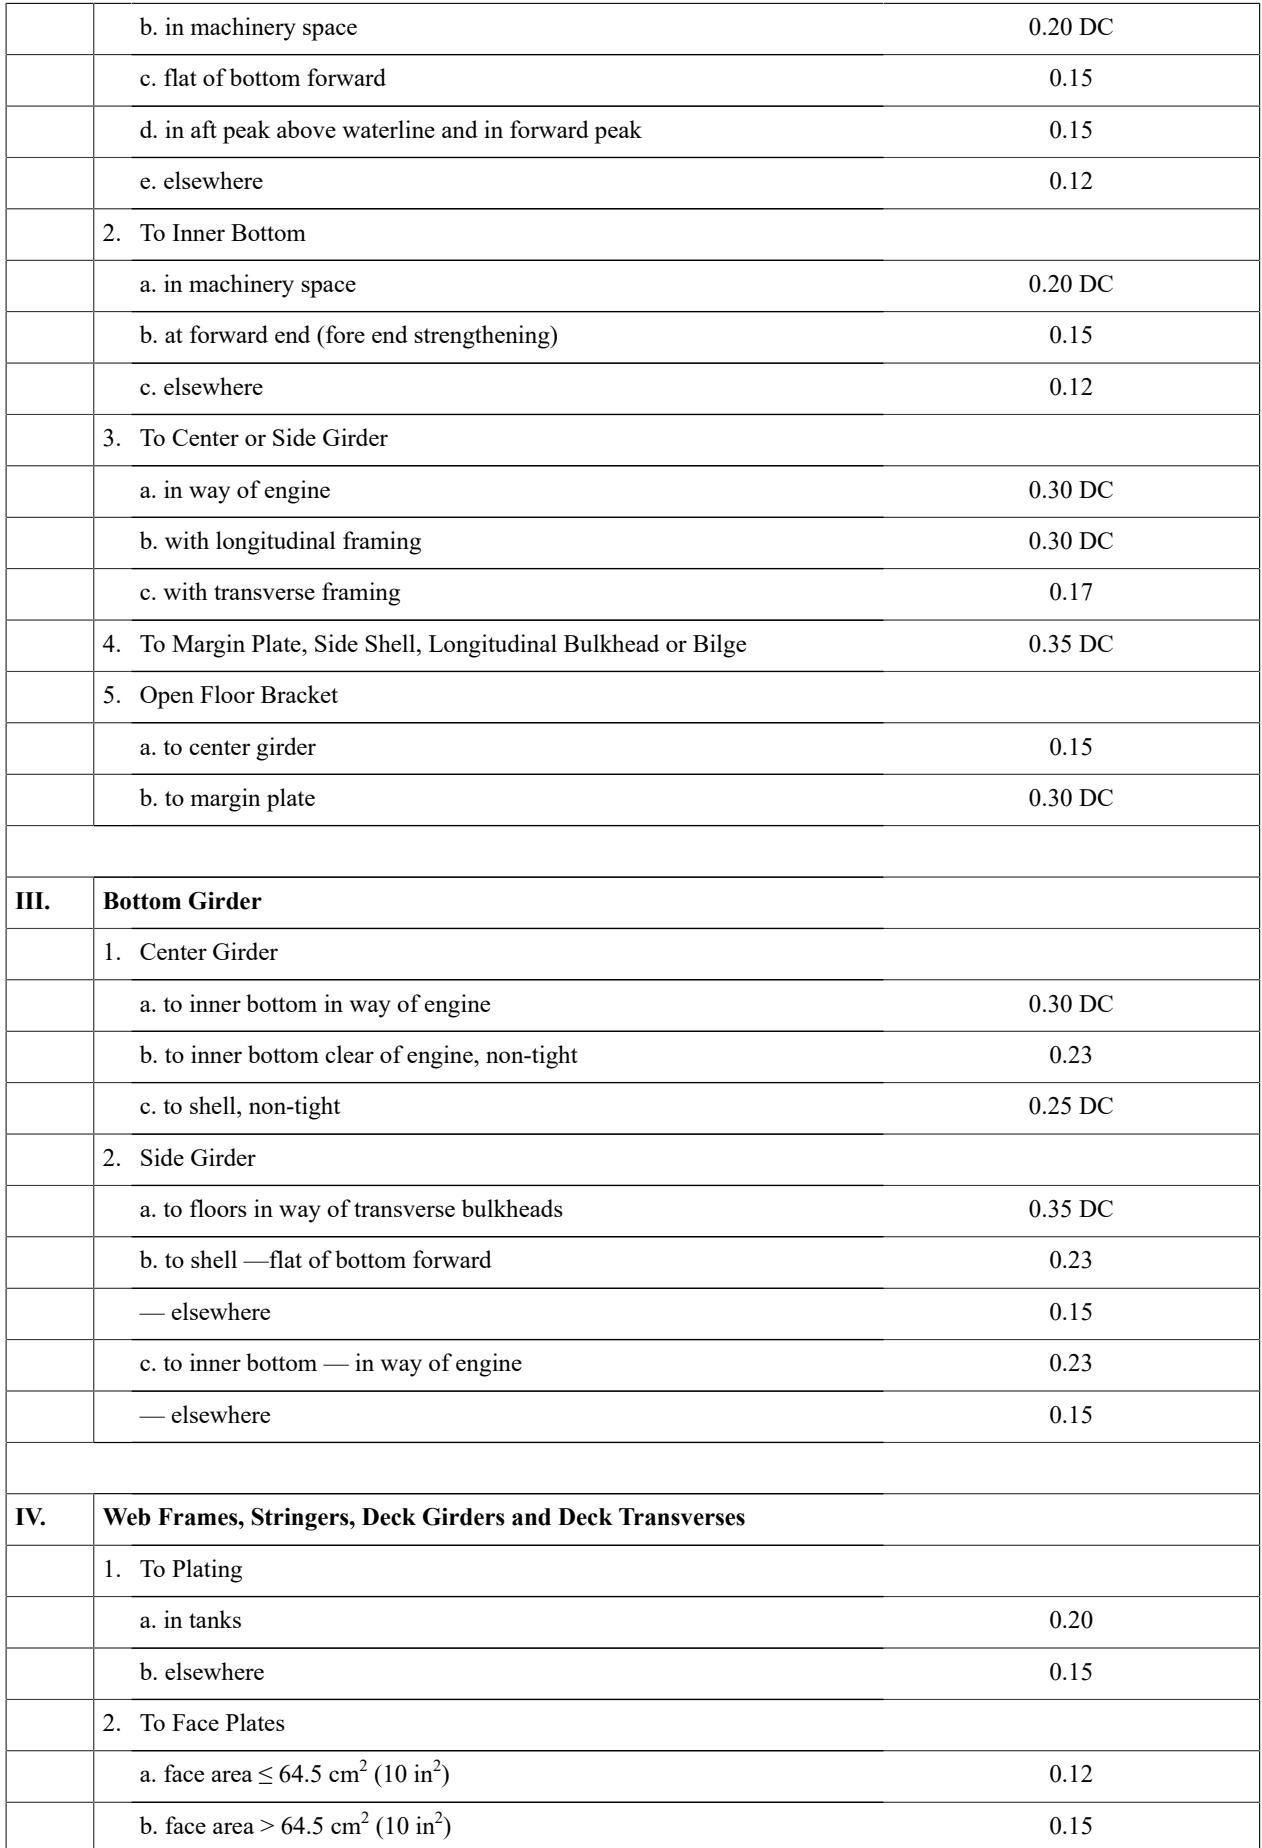 b. in machinery space 0.20 DC
c. flat of bottom forward 0.15
d. in aft peak above waterline and in forward peak 0.15
e. elsewhere 0.12
2. To Inner Bottom
a. in machinery space 0.20 DC
b. at forward end (fore end strengthening) 0.15
c. elsewhere 0.12
3. To Center or Side Girder
a. in way of engine 0.30 DC
b. with longitudinal framing 0.30 DC
c. with transverse framing 0.17
4. To Margin Plate, Side Shell, Longitudinal Bulkhead or Bilge 0.35 DC
5. Open Floor Bracket
a. to center girder 0.15
b. to margin plate 0.30 DC
III. Bottom Girder
1. Center Girder
a. to inner bottom in way of engine 0.30 DC
b. to inner bottom clear of engine, non-tight 0.23
c. to shell, non-tight 0.25 DC
2. Side Girder
a. to floors in way of transverse bulkheads 0.35 DC
b. to shell —flat of bottom forward 0.23
— elsewhere 0.15
c. to inner bottom — in way of engine 0.23
— elsewhere 0.15
IV. Web Frames, Stringers, Deck Girders and Deck Transverses
1. To Plating
a. in tanks 0.20
b. elsewhere 0.15
2. To Face Plates
a. face area ≤ 64.5 cm² (10 in²) 0.12
b. face area > 64.5 cm² (10 in²) 0.15